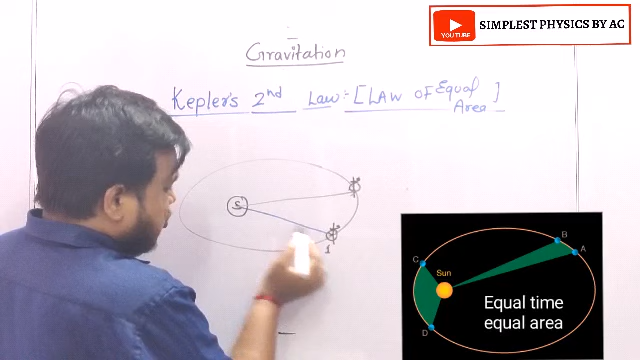 SIMPLEST PHYSICS BY AC
YOUTUBE
Gravitation
Kepler's 2nd Law :- [LAW OF Equal Area]
S
1
B
A
C
Sun
D
Equal time
equal area